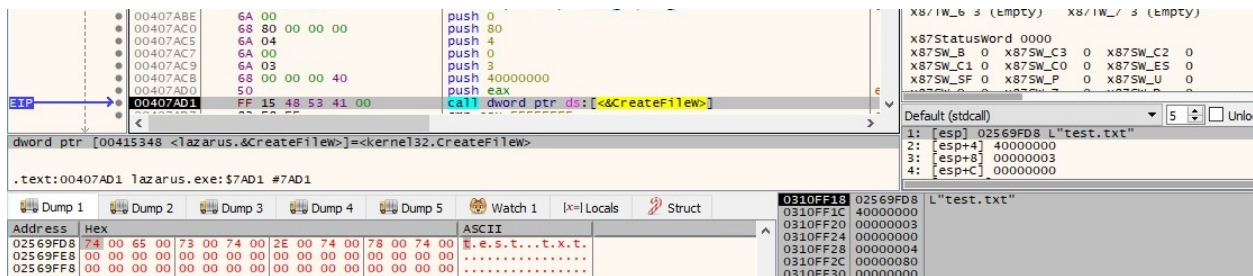 00407ABE 6A 00 push 0
00407AC0 68 80 00 00 00 push 80
00407AC5 6A 04 push 4
00407AC7 6A 00 push 0
00407AC9 6A 03 push 3
00407ACB 68 00 00 00 40 push 40000000
00407AD0 50 push eax
EIP 00407AD1 FF 15 48 53 41 00 call dword ptr ds:[<&CreateFileW>]
dword ptr [00415348 <lazarus.&CreateFileW>]=<kernel32.CreateFileW>
.text:00407AD1 lazarus.exe:$7AD1 #7AD1
x87TW_6 3 (Empty) x87TW_7 3 (Empty)
x87StatusWord 0000
x87SW_B 0 x87SW_C3 0 x87SW_C2 0
x87SW_C1 0 x87SW_C0 0 x87SW_ES 0
x87SW_SF 0 x87SW_P 0 x87SW_U 0
Default (stdcall) 5
1: [esp] 02569FD8 L"test.txt"
2: [esp+4] 40000000
3: [esp+8] 00000003
4: [esp+C] 00000000
Dump 1 Dump 2 Dump 3 Dump 4 Dump 5 Watch 1 [x=] Locals Struct
Address Hex ASCII
02569FD8 74 00 65 00 73 00 74 00 2E 00 74 00 78 00 74 00 t.e.s.t...t.x.t.
02569FE8 00 00 00 00 00 00 00 00 00 00 00 00 00 00 00 00 ................
02569FF8 00 00 00 00 00 00 00 00 00 00 00 00 00 00 00 00 ................
0310FF18 02569FD8 L"test.txt"
0310FF1C 40000000
0310FF20 00000003
0310FF24 00000000
0310FF28 00000004
0310FF2C 00000080
0310FF30 00000000